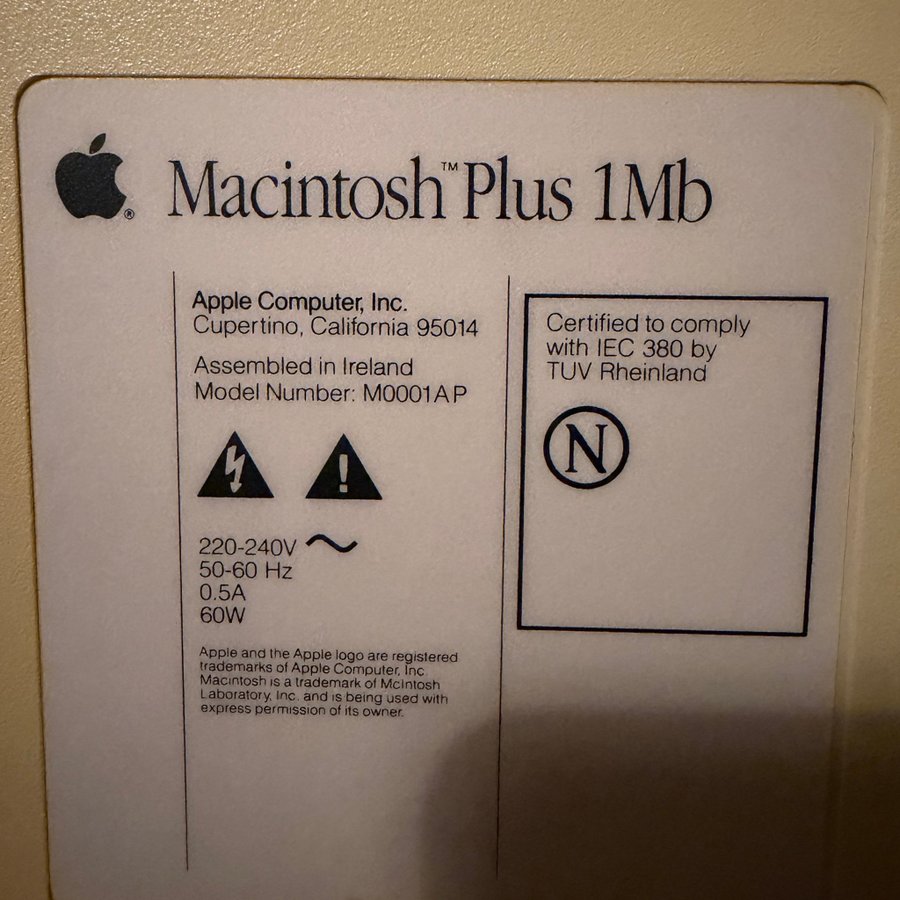 Macintosh™ Plus 1Mb
Apple Computer, Inc.
Cupertino, California 95014
Assembled in Ireland
Model Number: M0001AP
220-240V ~
50-60 Hz
0.5A
60W
Apple and the Apple logo are registered
trademarks of Apple Computer, Inc.
Macintosh is a trademark of McIntosh
Laboratory, Inc. and is being used with
express permission of its owner.
Certified to comply
with IEC 380 by
TUV Rheinland
N